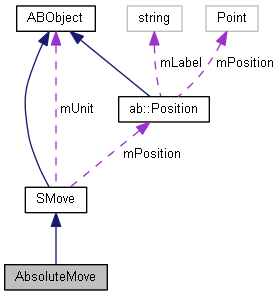 ABObject
string
Point
mLabel
mPosition
mUnit
ab::Position
mPosition
SMove
AbsoluteMove